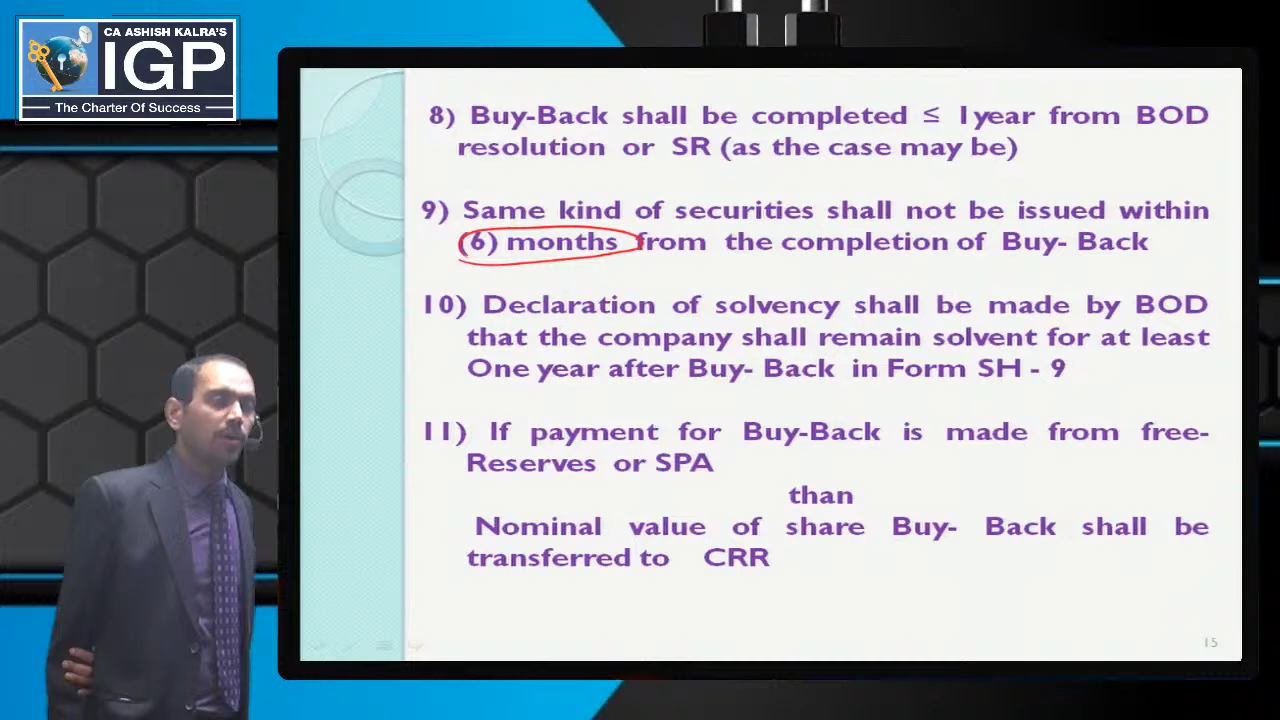 CA ASHISH KALRA'S
IGP
The Charter Of Success
8) Buy-Back shall be completed ≤ 1year from BOD
resolution or SR (as the case may be)
9) Same kind of securities shall not be issued within
(6) months from the completion of Buy- Back
10) Declaration of solvency shall be made by BOD
that the company shall remain solvent for at least
One year after Buy- Back in Form SH - 9
11) If payment for Buy-Back is made from free-
Reserves or SPA
than
Nominal value of share Buy- Back shall be
transferred to CRR
15